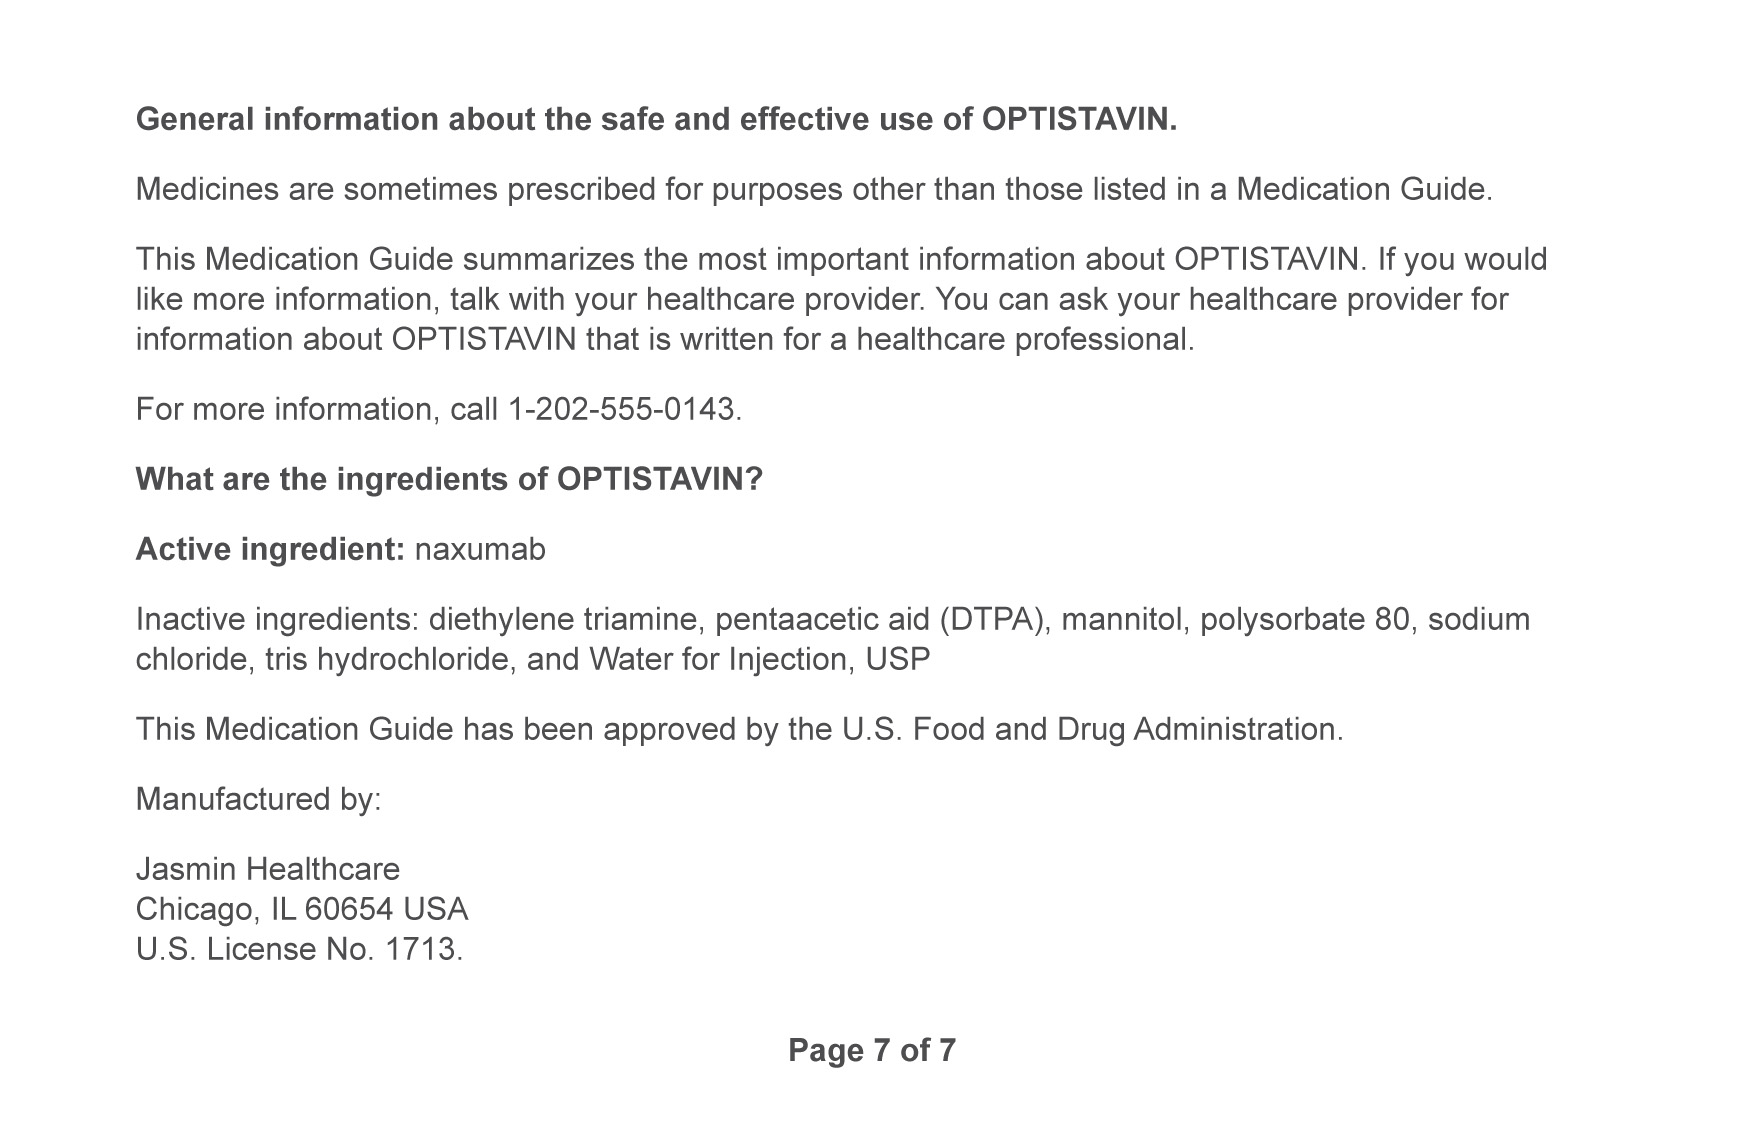 General information about the safe and effective use of OPTISTAVIN.
Medicines are sometimes prescribed for purposes other than those listed in a Medication Guide.
This Medication Guide summarizes the most important information about OPTISTAVIN. If you would
like more information, talk with your healthcare provider. You can ask your healthcare provider for
information about OPTISTAVIN that is written for a healthcare professional.
For more information, call 1-202-555-0143.
What are the ingredients of OPTISTAVIN?
Active ingredient: naxumab
Inactive ingredients: diethylene triamine, pentaacetic aid (DTPA), mannitol, polysorbate 80, sodium
chloride, tris hydrochloride, and Water for Injection, USP
This Medication Guide has been approved by the U.S. Food and Drug Administration.
Manufactured by:
Jasmin Healthcare
Chicago, IL 60654 USA
U.S. License No. 1713.
Page 7 of 7